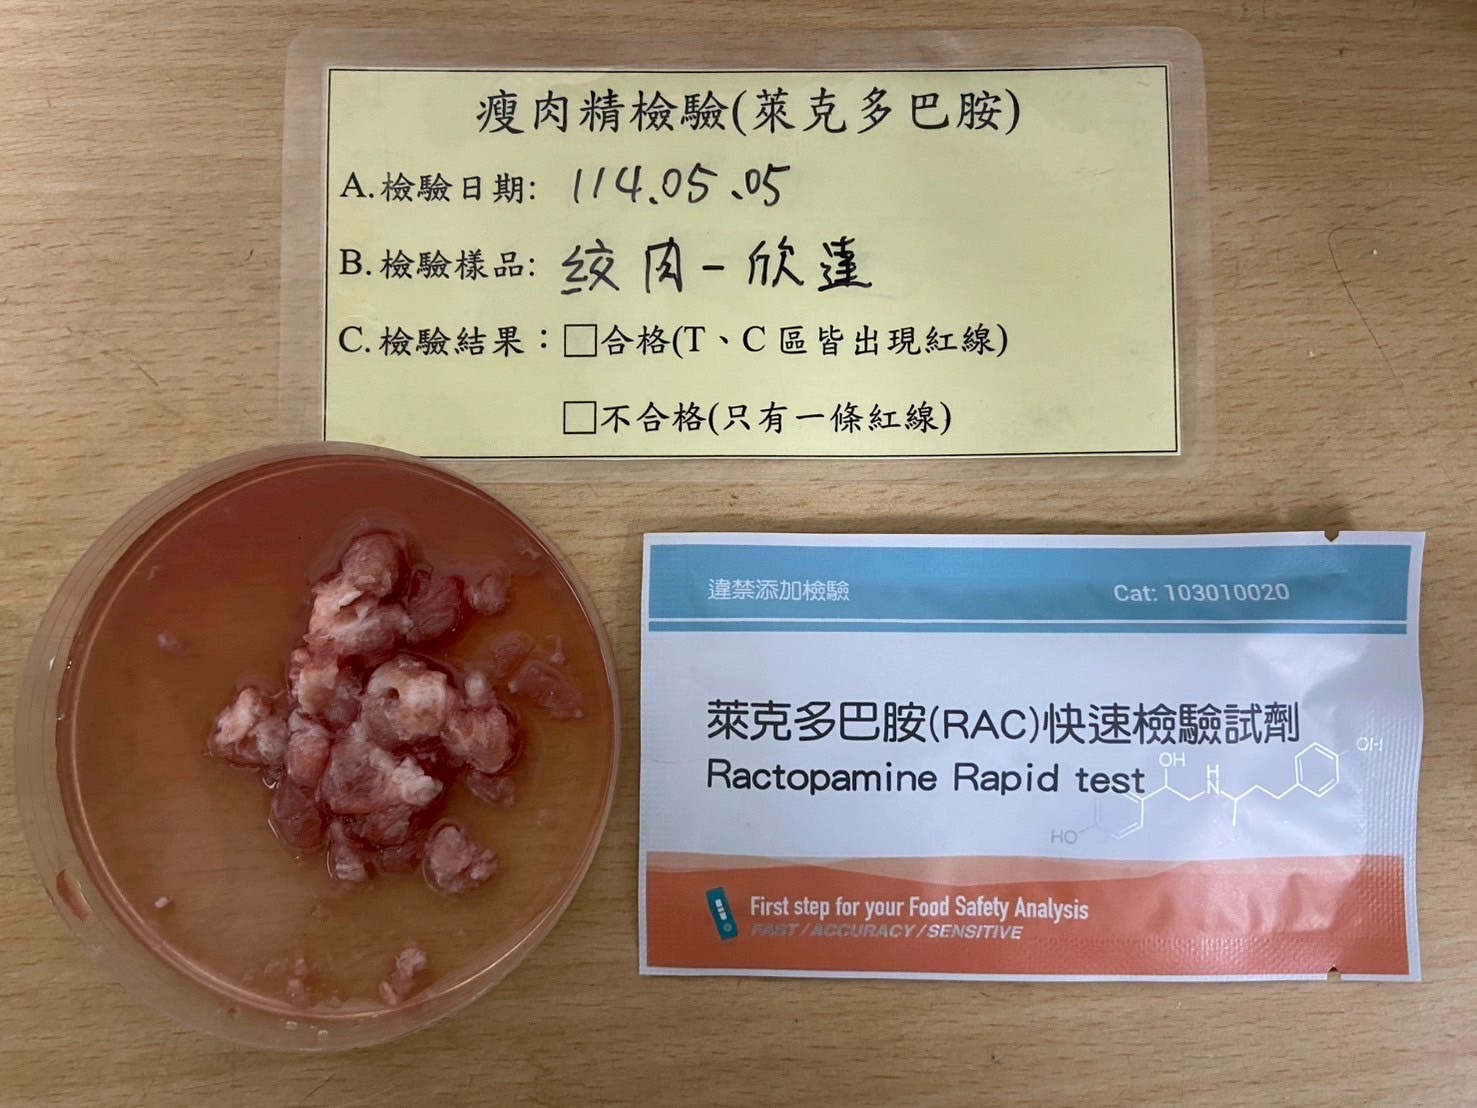 瘦肉精檢驗(萊克多巴胺)
A.檢驗日期: 114.05.05
B.檢驗樣品: 絞肉-欣達
C.檢驗結果：□合格(T、C 區皆出現紅線)
□不合格(只有一條紅線)
違禁添加檢驗 Cat: 103010020
萊克多巴胺(RAC)快速檢驗試劑
Ractopamine Rapid test
OH
OH
H
N
HO
First step for your Food Safety Analysis
FAST / ACCURACY / SENSITIVE